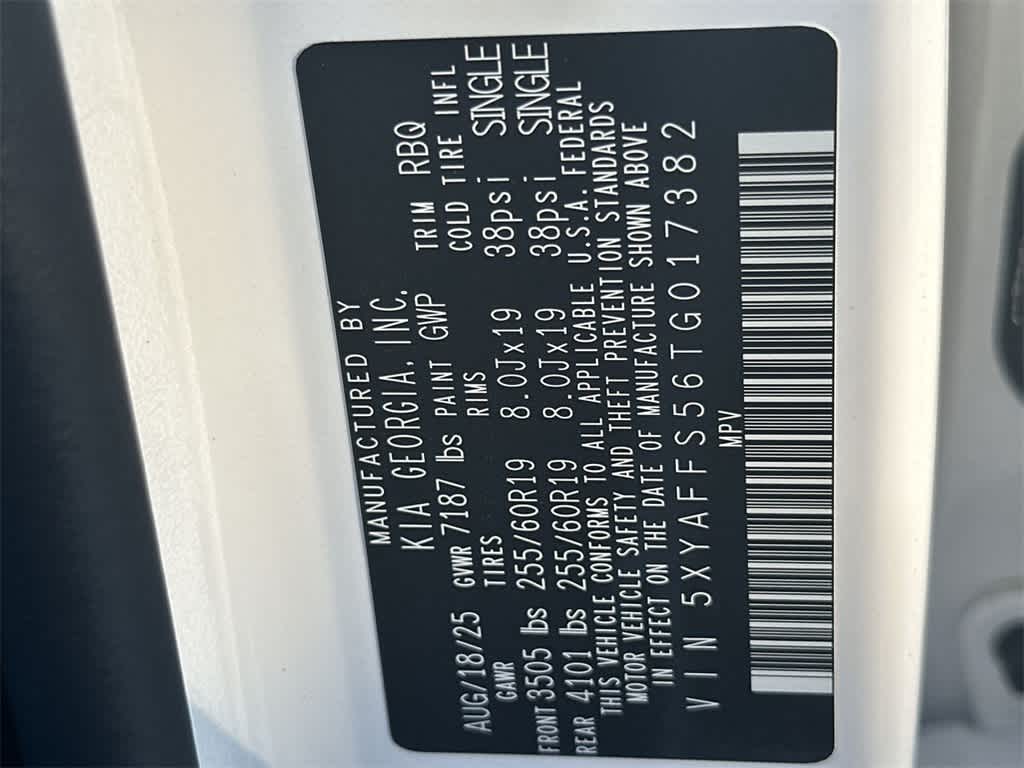 MANUFACTURED BY
KIA GEORGIA, INC.
AUG/18/25 GVWR 7187 lbs PAINT GWP TRIM RBQ
GAWR TIRES RIMS COLD TIRE INFL
FRONT 3505 lbs 255/60R19 8.0Jx19 38psi SINGLE
REAR 4101 lbs 255/60R19 8.0Jx19 38psi SINGLE
THIS VEHICLE CONFORMS TO ALL APPLICABLE U.S.A. FEDERAL
MOTOR VEHICLE SAFETY AND THEFT PREVENTION STANDARDS
IN EFFECT ON THE DATE OF MANUFACTURE SHOWN ABOVE
VIN 5XYAFFS56TG017382
MPV